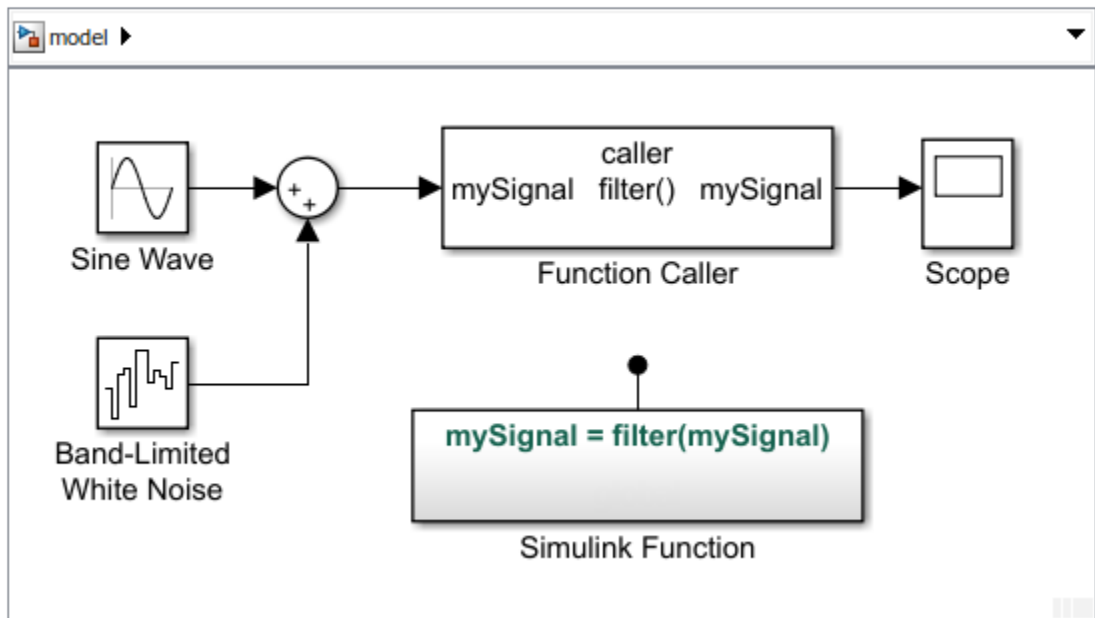 model
+
+
caller
mySignal filter() mySignal
Sine Wave
Function Caller
Scope
mySignal = filter(mySignal)
Band-Limited
White Noise
Simulink Function